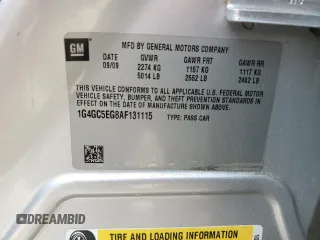 GM
MFD BY GENERAL MOTORS COMPANY
DATE GVWR GAWR FRT GAWR RR
09/09 2274 KG 1157 KG 1117 KG
5014 LB 2552 LB 2462 LB
THIS VEHICLE CONFORMS TO ALL APPLICABLE U.S. FEDERAL MOTOR VEHICLE
SAFETY, BUMPER, AND THEFT PREVENTION STANDARDS IN EFFECT ON THE
DATE OF MANUFACTURE SHOWN ABOVE.
1G4GC5EG8AF131115 TYPE: PASS CAR
TIRE AND LOADING INFORMATION
DREAMBID